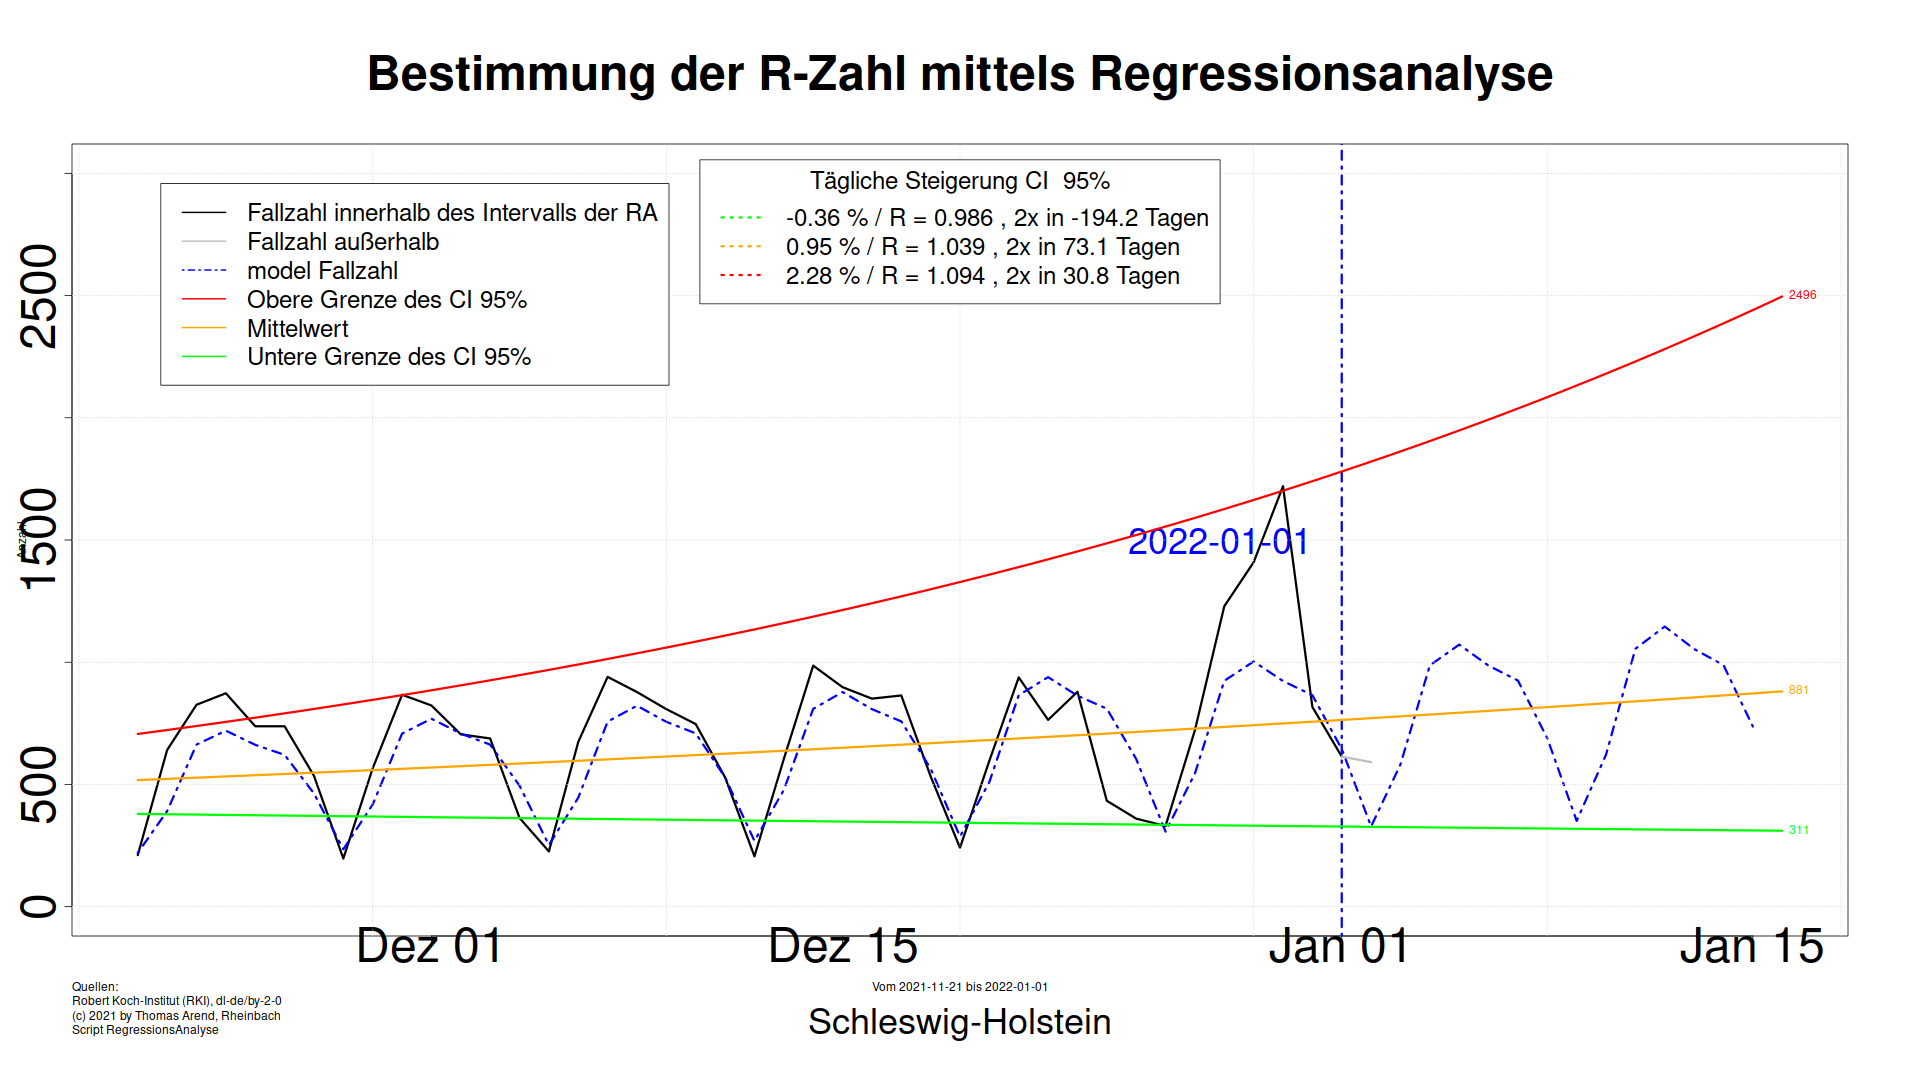 Bestimmung der R-Zahl mittels Regressionsanalyse
Fallzahl innerhalb des Intervalls der RA
Fallzahl außerhalb
model Fallzahl
Obere Grenze des CI 95%
Mittelwert
Untere Grenze des CI 95%
Tägliche Steigerung CI  95%
-0.36 % / R = 0.986 , 2x in -194.2 Tagen
0.95 % / R = 1.039 , 2x in 73.1 Tagen
2.28 % / R = 1.094 , 2x in 30.8 Tagen
2500
1500
500
0
Anzahl
2022-01-01
2496
881
311
Dez 01
Dez 15
Jan 01
Jan 15
Quellen:
Robert Koch-Institut (RKI), dl-de/by-2-0
(c) 2021 by Thomas Arend, Rheinbach
Script RegressionsAnalyse
Vom 2021-11-21 bis 2022-01-01
Schleswig-Holstein